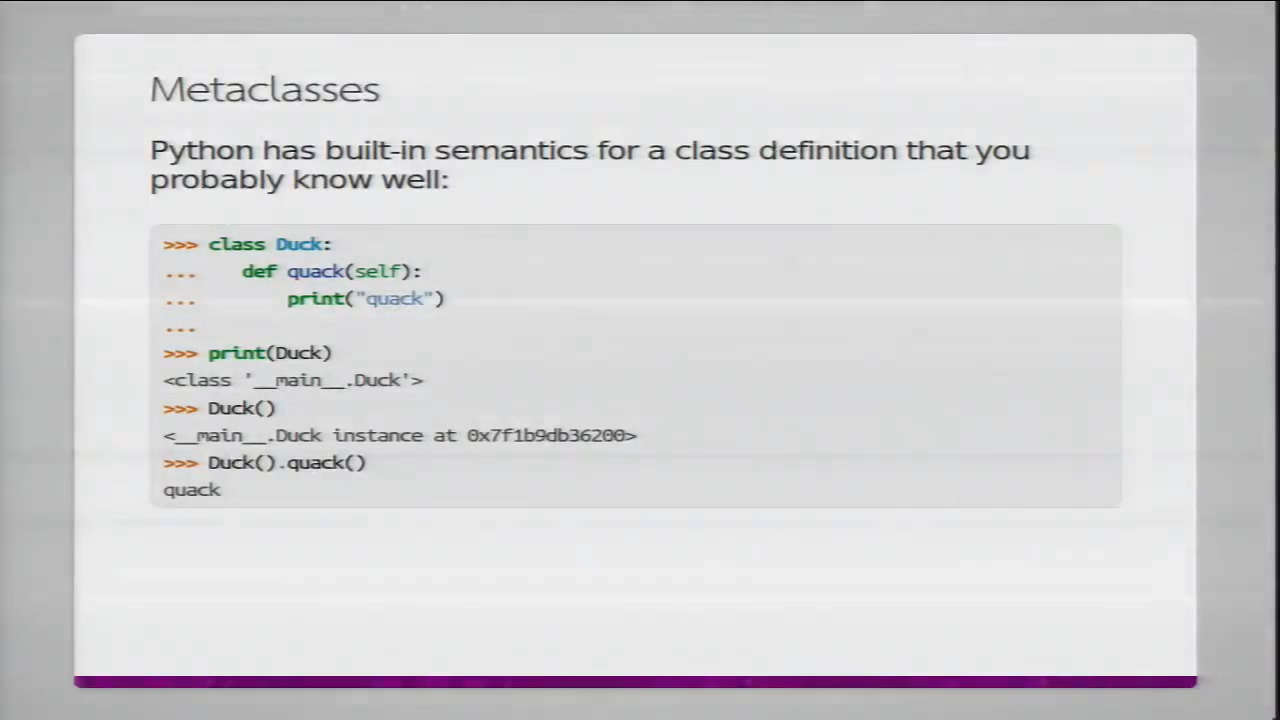 Metaclasses
Python has built-in semantics for a class definition that you
probably know well:
>>> class Duck:
...    def quack(self):
...        print("quack")
...
>>> print(Duck)
<class '__main__.Duck'>
>>> Duck()
<__main__.Duck instance at 0x7f1b9db36200>
>>> Duck().quack()
quack